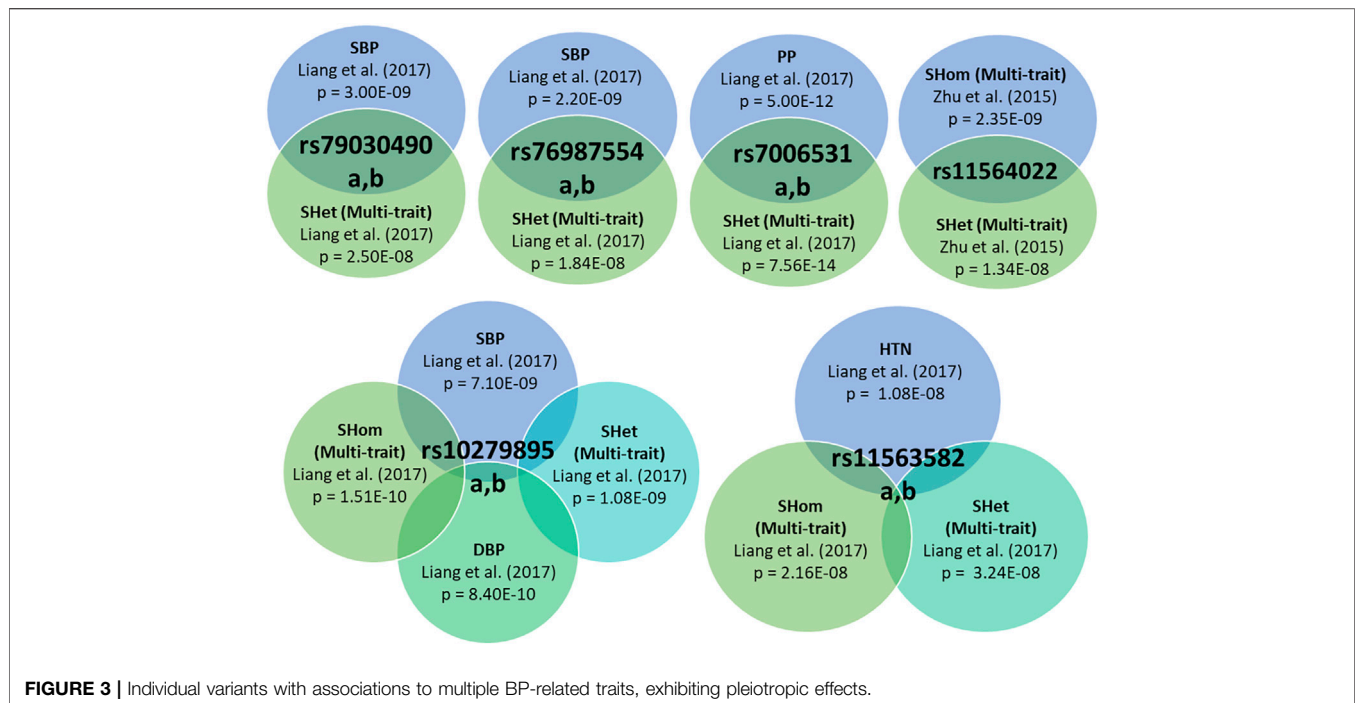 SBP
Liang et al. (2017)
p = 3.00E-09
rs79030490
a,b
SHet (Multi-trait)
Liang et al. (2017)
p = 2.50E-08
SBP
Liang et al. (2017)
p = 2.20E-09
rs76987554
a,b
SHet (Multi-trait)
Liang et al. (2017)
p = 1.84E-08
PP
Liang et al. (2017)
p = 5.00E-12
rs7006531
a,b
SHet (Multi-trait)
Liang et al. (2017)
p = 7.56E-14
SHom (Multi-trait)
Zhu et al. (2015)
p = 2.35E-09
rs11564022
SHet (Multi-trait)
Zhu et al. (2015)
p = 1.34E-08
SBP
Liang et al. (2017)
p = 7.10E-09
SHom
(Multi-trait)
Liang et al. (2017)
p = 1.51E-10
rs10279895
a,b
SHet
(Multi-trait)
Liang et al. (2017)
p = 1.08E-09
DBP
Liang et al. (2017)
p = 8.40E-10
HTN
Liang et al. (2017)
p = 1.08E-08
rs11563582
a,b
SHom
(Multi-trait)
Liang et al. (2017)
p = 2.16E-08
SHet
(Multi-trait)
Liang et al. (2017)
p = 3.24E-08
FIGURE 3 | Individual variants with associations to multiple BP-related traits, exhibiting pleiotropic effects.